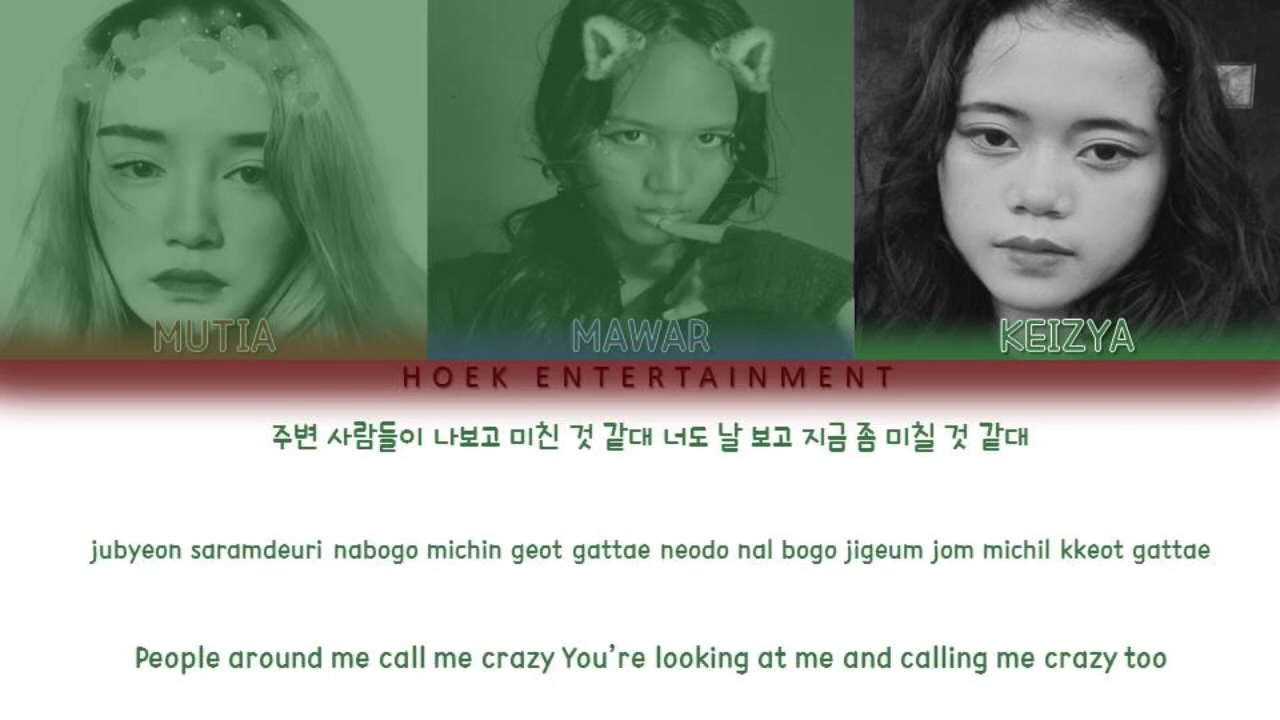 MUTIA
MAWAR
KEIZYA
HOEK ENTERTAINMENT
주변 사람들이 나보고 미친 것 같대 너도 날 보고 지금 좀 미칠 것 같대
jubyeon saramdeuri nabogo michin geot gattae neodo nal bogo jigeum jom michil kkeot gattae
People around me call me crazy You’re looking at me and calling me crazy too